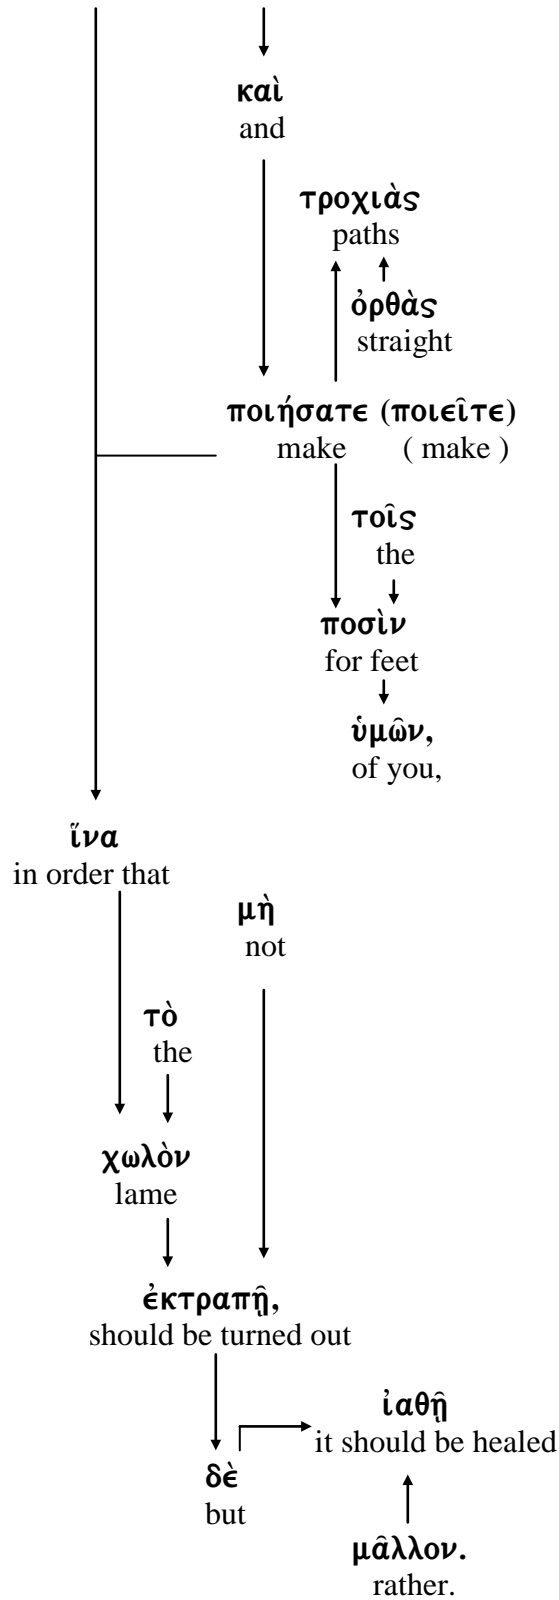 καὶ
and
τροχιὰς
paths
ὀρθὰς
straight
ποιήσατε (ποιεῖτε)
make ( make )
τοῖς
the
ποσὶν
for feet
ὑμῶν,
of you,
ἵνα
in order that
μὴ
not
τὸ
the
χωλὸν
lame
ἐκτραπῇ,
should be turned out
ἰαθῇ
it should be healed
δὲ
but
μᾶλλον.
rather.